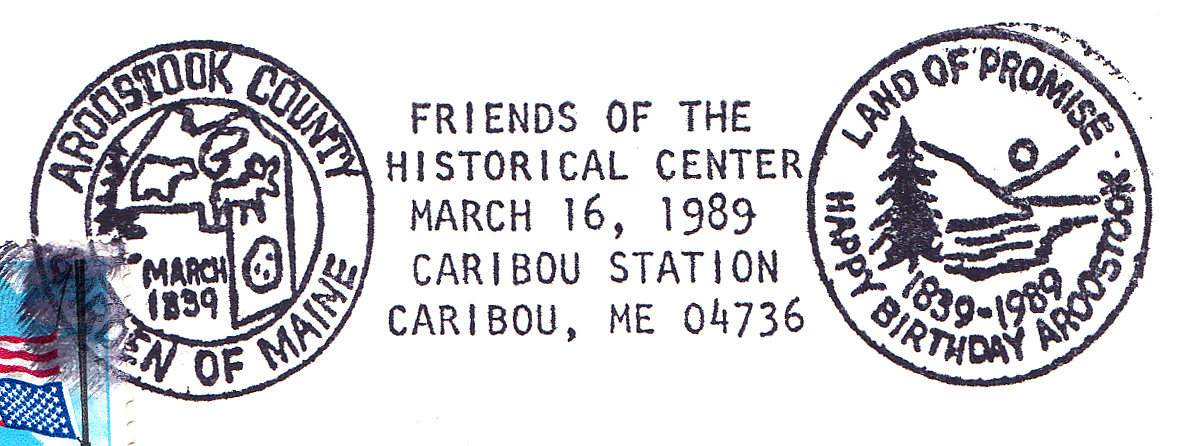 AROOSTOOK COUNTY
MARCH
1839
OF MAINE
FRIENDS OF THE
HISTORICAL CENTER
MARCH 16, 1989
CARIBOU STATION
CARIBOU, ME 04736
LAND OF PROMISE
1839-1989
HAPPY BIRTHDAY AROOSTOOK